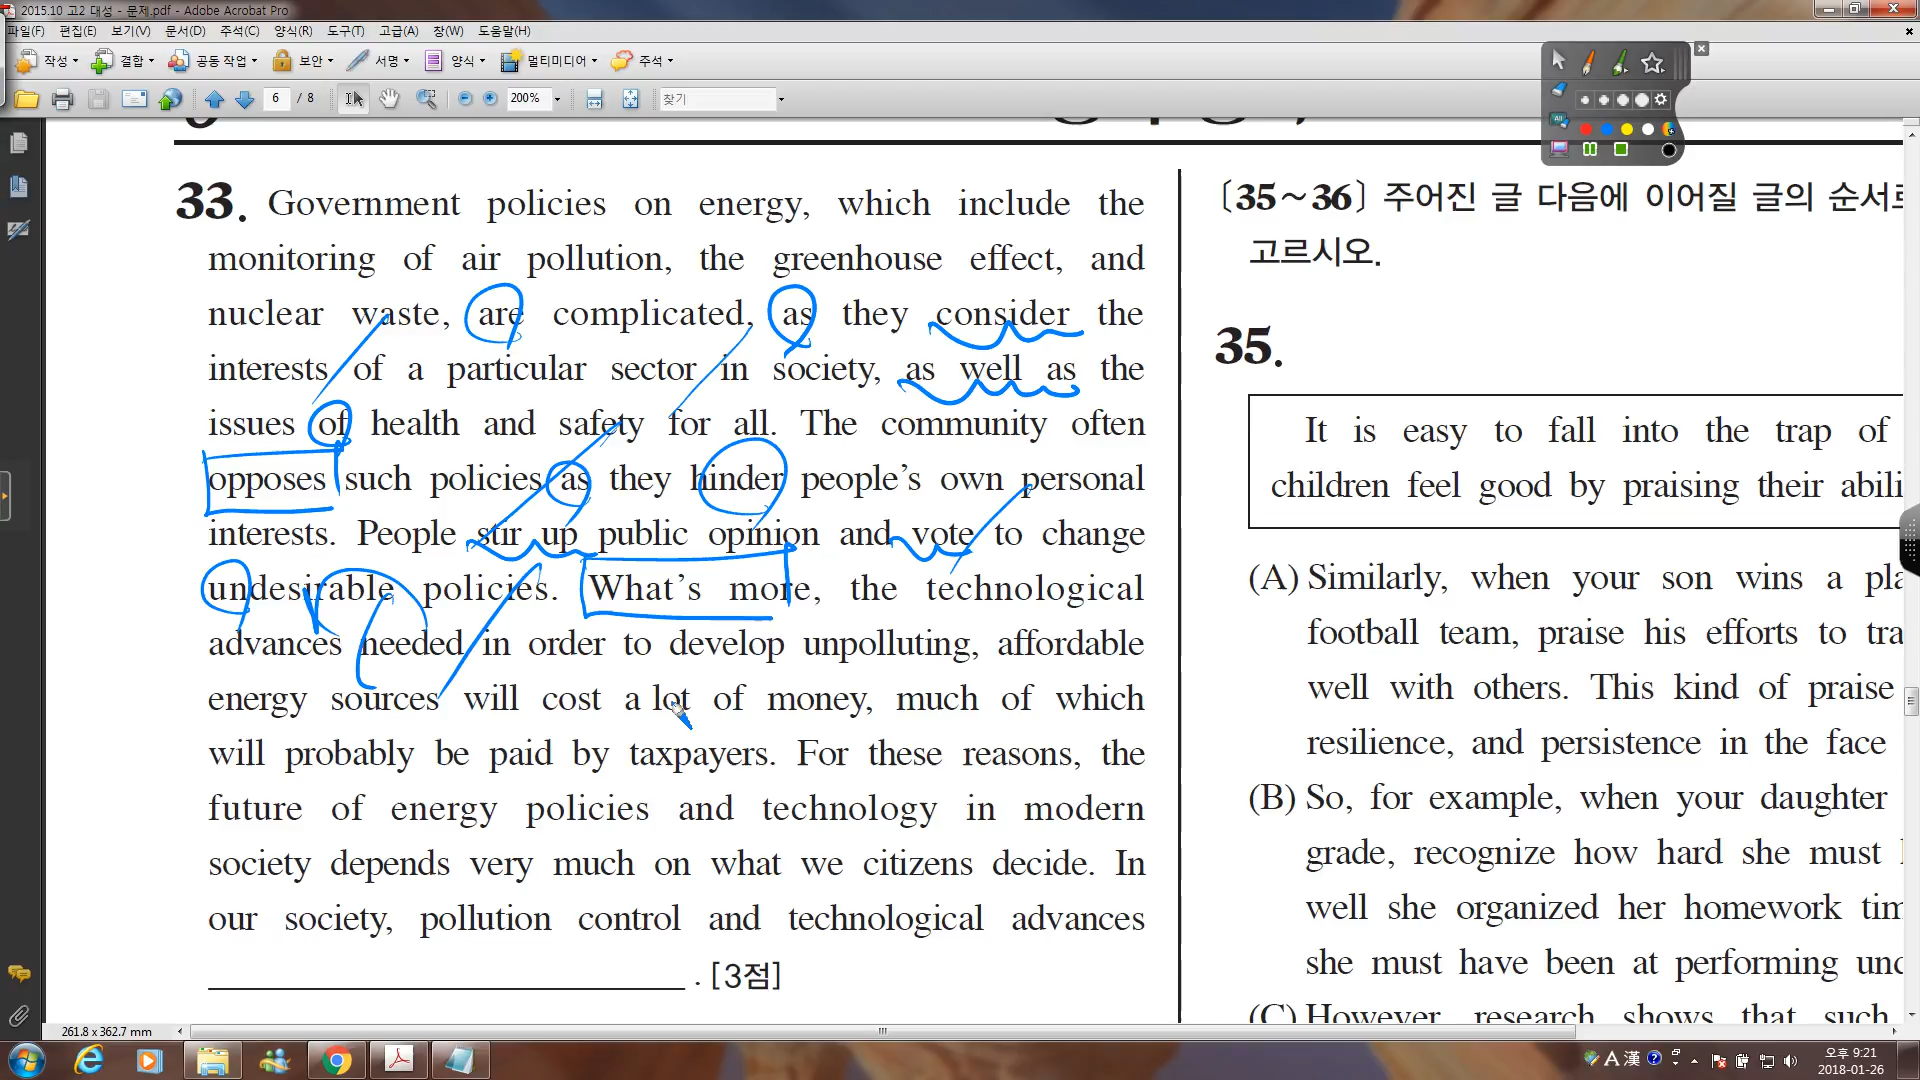 2015.10 고2 대성 - 문제.pdf - Adobe Acrobat Pro
파일(F) 편집(E) 보기(V) 문서(D) 주석(C) 양식(R) 도구(T) 고급(A) 창(W) 도움말(H)
작성 결합 공동 작업 보안 서명 양식 멀티미디어 주석
6 / 8 200% 찾기
33. Government policies on energy, which include the
monitoring of air pollution, the greenhouse effect, and
nuclear waste, are complicated, as they consider the
interests of a particular sector in society, as well as the
issues of health and safety for all. The community often
opposes such policies as they hinder people's own personal
interests. People stir up public opinion and vote to change
undesirable policies. What's more, the technological
advances needed in order to develop unpolluting, affordable
energy sources will cost a lot of money, much of which
will probably be paid by taxpayers. For these reasons, the
future of energy policies and technology in modern
society depends very much on what we citizens decide. In
our society, pollution control and technological advances
. [3점]
[35~36] 주어진 글 다음에 이어질 글의 순서
고르시오.
35.
It is easy to fall into the trap of
children feel good by praising their abili
(A) Similarly, when your son wins a pla
football team, praise his efforts to tra
well with others. This kind of praise
resilience, and persistence in the face
(B) So, for example, when your daughter
grade, recognize how hard she must
well she organized her homework tim
she must have been at performing und
(C) However, research shows that such
261.8 x 362.7 mm
A 漢
오후 9:21
2018-01-26